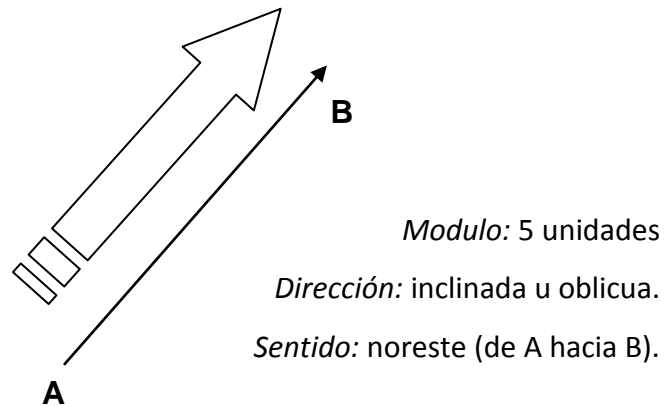 B
Modulo: 5 unidades
Dirección: inclinada u oblicua.
Sentido: noreste (de A hacia B).
A